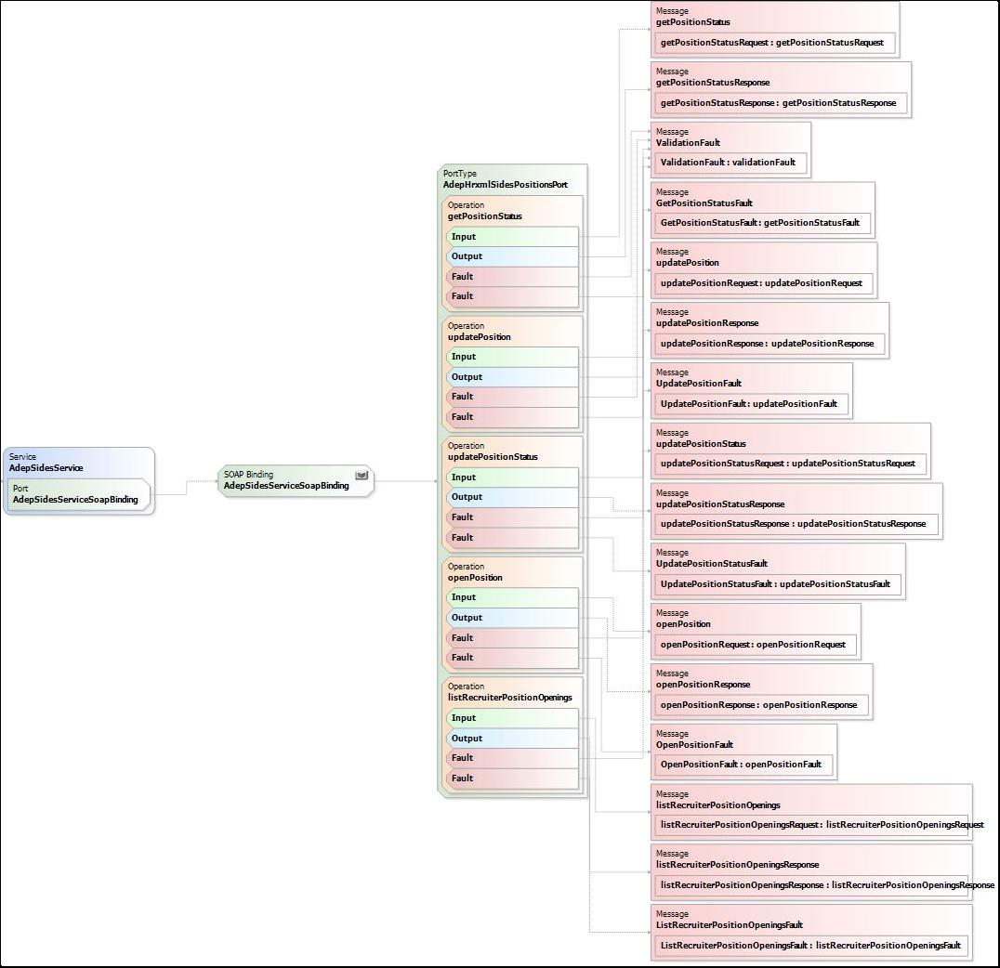 Service
AdepSidesService
Port
AdepSidesServiceSoapBinding
SOAP Binding
AdepSidesServiceSoapBinding
PortType
AdepHrxmlSidesPositionsPort
Operation
getPositionStatus
Input
Output
Fault
Fault
Operation
updatePosition
Input
Output
Fault
Fault
Operation
updatePositionStatus
Input
Output
Fault
Fault
Operation
openPosition
Input
Output
Fault
Fault
Operation
listRecruiterPositionOpenings
Input
Output
Fault
Fault
Message
getPositionStatus
getPositionStatusRequest : getPositionStatusRequest
Message
getPositionStatusResponse
getPositionStatusResponse : getPositionStatusResponse
Message
ValidationFault
ValidationFault : validationFault
Message
GetPositionStatusFault
GetPositionStatusFault : getPositionStatusFault
Message
updatePosition
updatePositionRequest : updatePositionRequest
Message
updatePositionResponse
updatePositionResponse : updatePositionResponse
Message
UpdatePositionFault
UpdatePositionFault : updatePositionFault
Message
updatePositionStatus
updatePositionStatusRequest : updatePositionStatusRequest
Message
updatePositionStatusResponse
updatePositionStatusResponse : updatePositionStatusResponse
Message
UpdatePositionStatusFault
UpdatePositionStatusFault : updatePositionStatusFault
Message
openPosition
openPositionRequest : openPositionRequest
Message
openPositionResponse
openPositionResponse : openPositionResponse
Message
OpenPositionFault
OpenPositionFault : openPositionFault
Message
listRecruiterPositionOpenings
listRecruiterPositionOpeningsRequest : listRecruiterPositionOpeningsRequest
Message
listRecruiterPositionOpeningsResponse
listRecruiterPositionOpeningsResponse : listRecruiterPositionOpeningsResponse
Message
ListRecruiterPositionOpeningsFault
ListRecruiterPositionOpeningsFault : listRecruiterPositionOpeningsFault